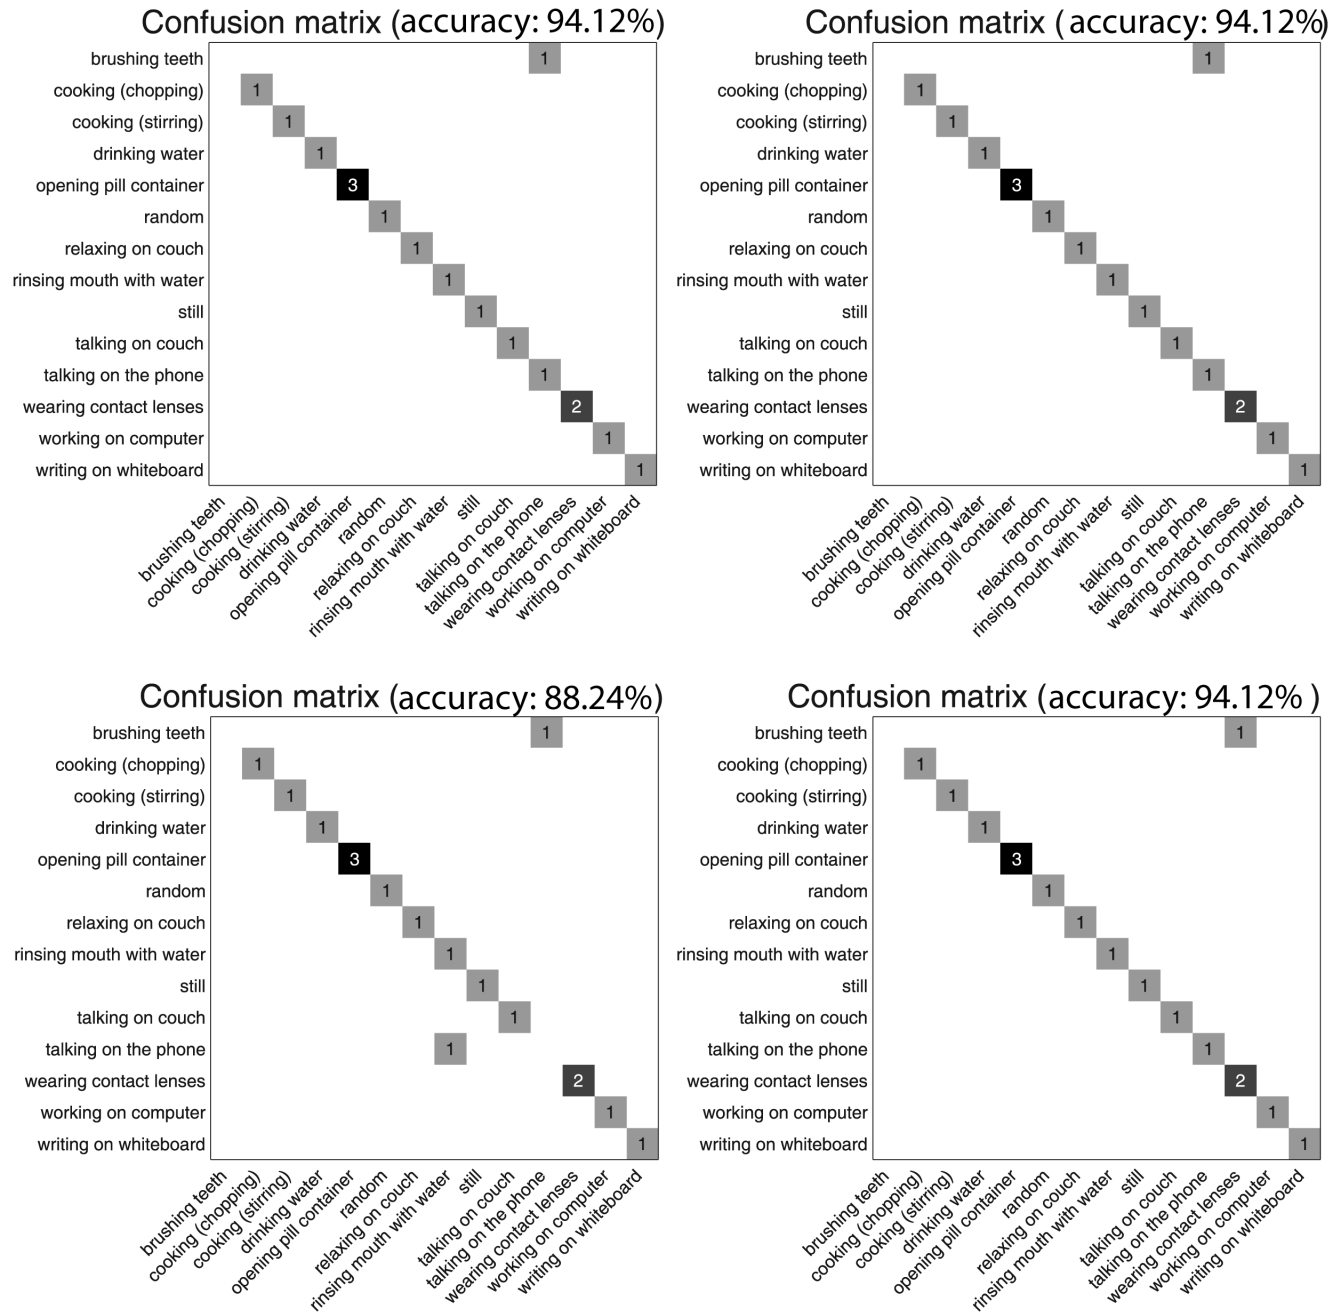 Confusion matrix (accuracy: 94.12%)
brushing teeth 1
cooking (chopping) 1
cooking (stirring) 1
drinking water 1
opening pill container 3
random 1
relaxing on couch 1
rinsing mouth with water 1
still 1
talking on couch 1
talking on the phone 1
wearing contact lenses 2
working on computer 1
writing on whiteboard 1
brushing teeth
cooking (chopping)
cooking (stirring)
drinking water
opening pill container
random
relaxing on couch
rinsing mouth with water
still
talking on couch
talking on the phone
wearing contact lenses
working on computer
writing on whiteboard
Confusion matrix ( accuracy: 94.12%)
brushing teeth 1
cooking (chopping) 1
cooking (stirring) 1
drinking water 1
opening pill container 3
random 1
relaxing on couch 1
rinsing mouth with water 1
still 1
talking on couch 1
talking on the phone 1
wearing contact lenses 2
working on computer 1
writing on whiteboard 1
brushing teeth
cooking (chopping)
cooking (stirring)
drinking water
opening pill container
random
relaxing on couch
rinsing mouth with water
still
talking on couch
talking on the phone
wearing contact lenses
working on computer
writing on whiteboard
Confusion matrix (accuracy: 88.24%)
brushing teeth 1
cooking (chopping) 1
cooking (stirring) 1
drinking water 1
opening pill container 3
random 1
relaxing on couch 1
rinsing mouth with water 1
still 1
talking on couch 1
talking on the phone 1
wearing contact lenses 2
working on computer 1
writing on whiteboard 1
brushing teeth
cooking (chopping)
cooking (stirring)
drinking water
opening pill container
random
relaxing on couch
rinsing mouth with water
still
talking on couch
talking on the phone
wearing contact lenses
working on computer
writing on whiteboard
Confusion matrix (accuracy: 94.12% )
brushing teeth 1
cooking (chopping) 1
cooking (stirring) 1
drinking water 1
opening pill container 3
random 1
relaxing on couch 1
rinsing mouth with water 1
still 1
talking on couch 1
talking on the phone 1
wearing contact lenses 2
working on computer 1
writing on whiteboard 1
brushing teeth
cooking (chopping)
cooking (stirring)
drinking water
opening pill container
random
relaxing on couch
rinsing mouth with water
still
talking on couch
talking on the phone
wearing contact lenses
working on computer
writing on whiteboard